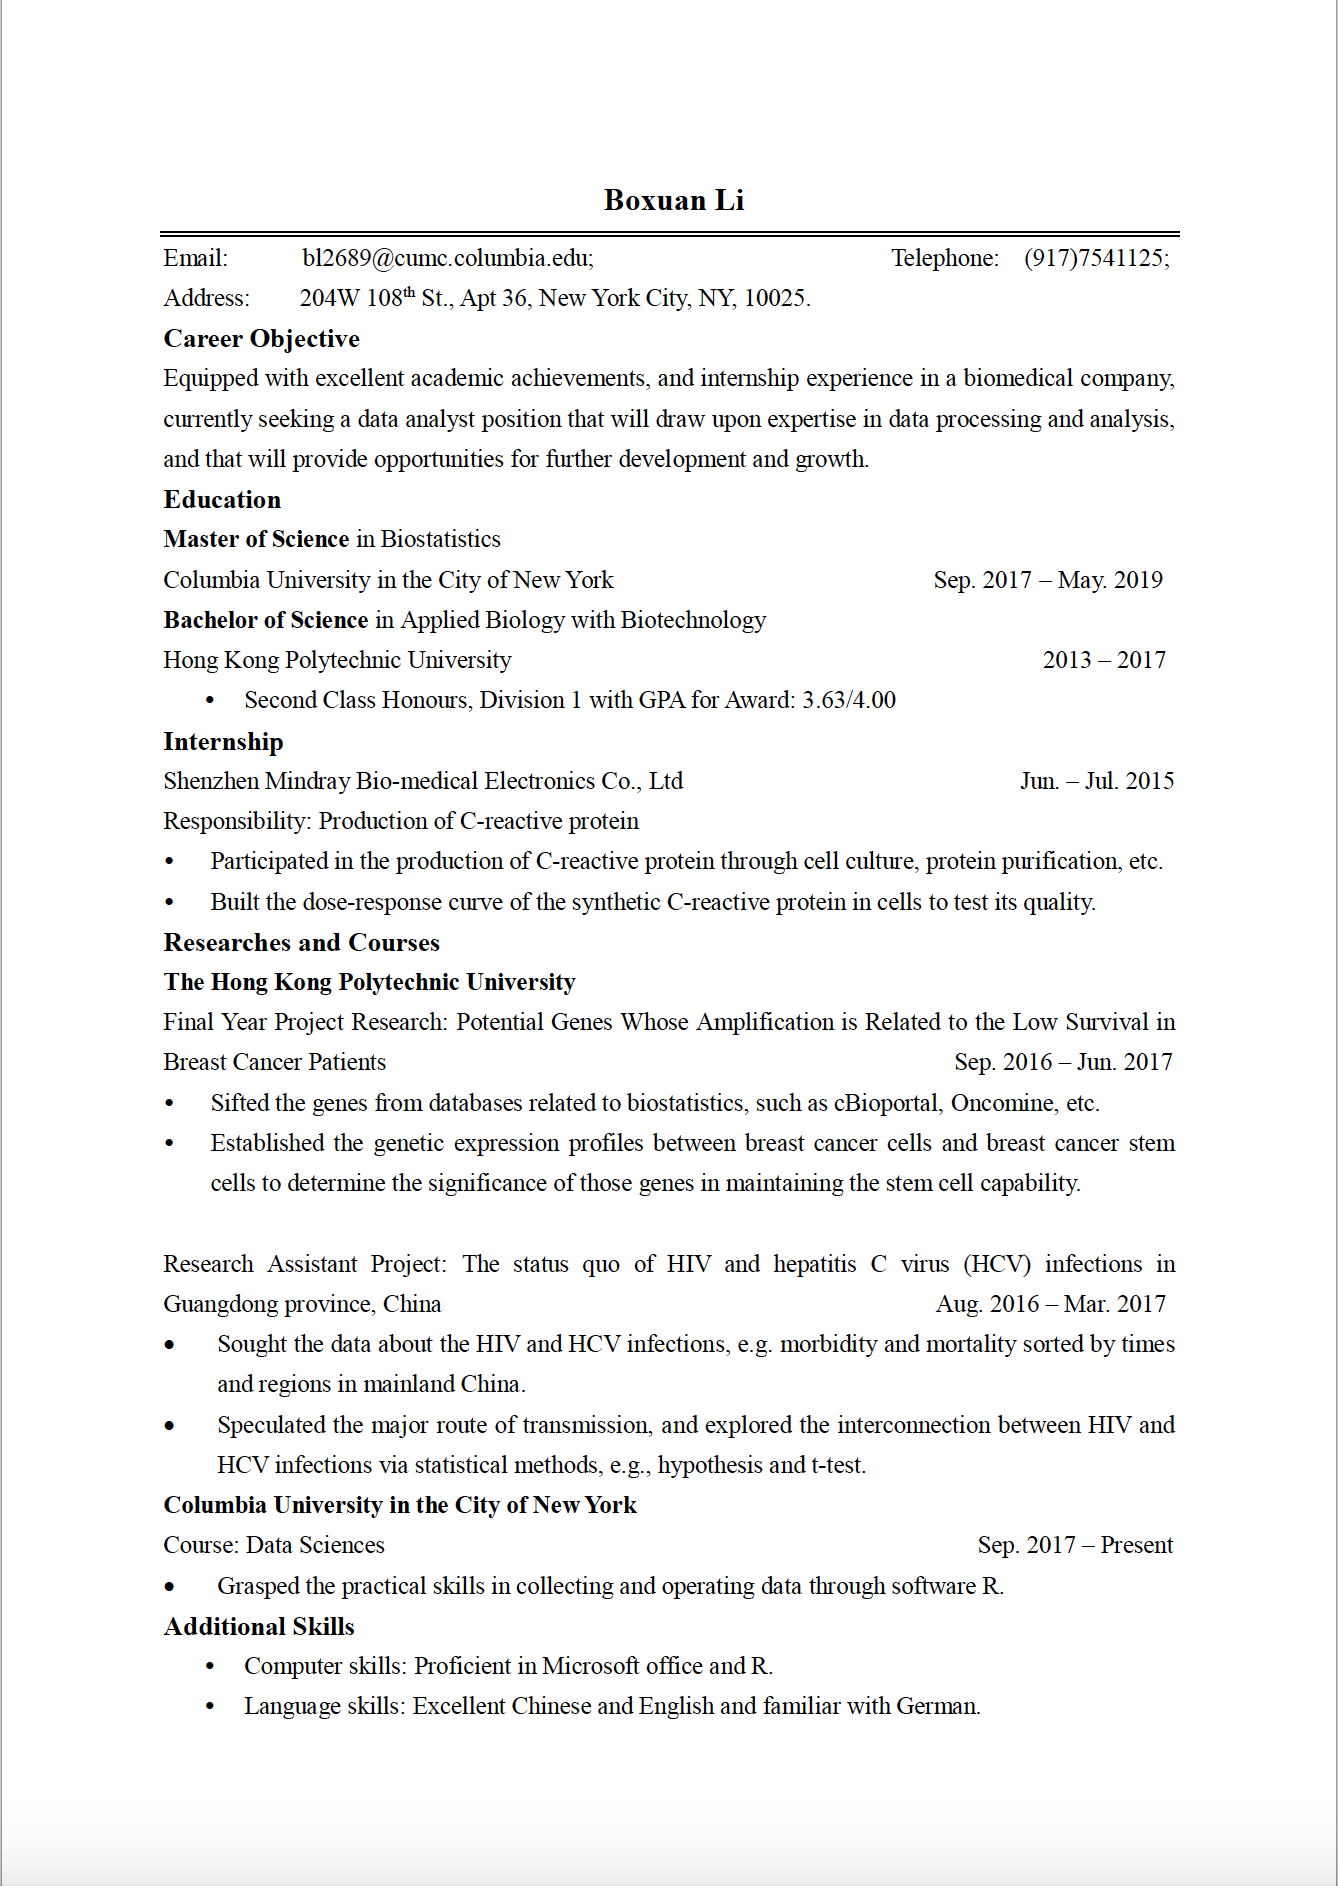 Boxuan Li
Email: bl2689@cumc.columbia.edu; Telephone: (917)7541125;
Address: 204W 108th St., Apt 36, New York City, NY, 10025.
Career Objective
Equipped with excellent academic achievements, and internship experience in a biomedical company,
currently seeking a data analyst position that will draw upon expertise in data processing and analysis,
and that will provide opportunities for further development and growth.
Education
Master of Science in Biostatistics
Columbia University in the City of New York Sep. 2017 – May. 2019
Bachelor of Science in Applied Biology with Biotechnology
Hong Kong Polytechnic University 2013 – 2017
• Second Class Honours, Division 1 with GPA for Award: 3.63/4.00
Internship
Shenzhen Mindray Bio-medical Electronics Co., Ltd Jun. – Jul. 2015
Responsibility: Production of C-reactive protein
• Participated in the production of C-reactive protein through cell culture, protein purification, etc.
• Built the dose-response curve of the synthetic C-reactive protein in cells to test its quality.
Researches and Courses
The Hong Kong Polytechnic University
Final Year Project Research: Potential Genes Whose Amplification is Related to the Low Survival in
Breast Cancer Patients Sep. 2016 – Jun. 2017
• Sifted the genes from databases related to biostatistics, such as cBioportal, Oncomine, etc.
• Established the genetic expression profiles between breast cancer cells and breast cancer stem
cells to determine the significance of those genes in maintaining the stem cell capability.
Research Assistant Project: The status quo of HIV and hepatitis C virus (HCV) infections in
Guangdong province, China Aug. 2016 – Mar. 2017
• Sought the data about the HIV and HCV infections, e.g. morbidity and mortality sorted by times
and regions in mainland China.
• Speculated the major route of transmission, and explored the interconnection between HIV and
HCV infections via statistical methods, e.g., hypothesis and t-test.
Columbia University in the City of New York
Course: Data Sciences Sep. 2017 – Present
• Grasped the practical skills in collecting and operating data through software R.
Additional Skills
• Computer skills: Proficient in Microsoft office and R.
• Language skills: Excellent Chinese and English and familiar with German.